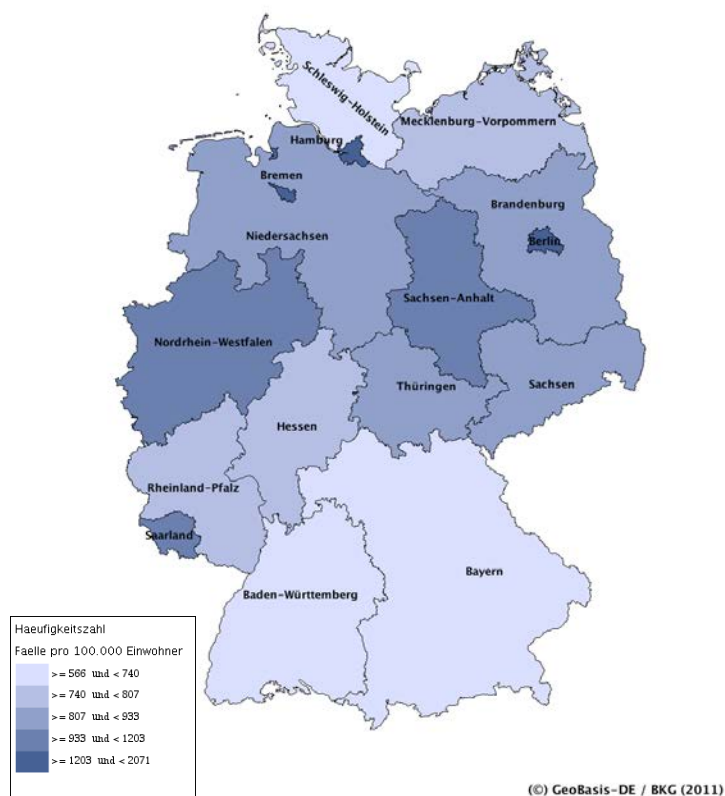 Schleswig-Holstein
Mecklenburg-Vorpommern
Hamburg
Bremen
Brandenburg
Niedersachsen
Berlin
Sachsen-Anhalt
Nordrhein-Westfalen
Thüringen
Sachsen
Hessen
Rheinland-Pfalz
Saarland
Bayern
Baden-Württemberg
Haeufigkeitszahl
Faelle pro 100.000 Einwohner
>= 566 und < 740
>= 740 und < 807
>= 807 und < 933
>= 933 und < 1203
>= 1203 und < 2071
(©) GeoBasis-DE / BKG (2011)